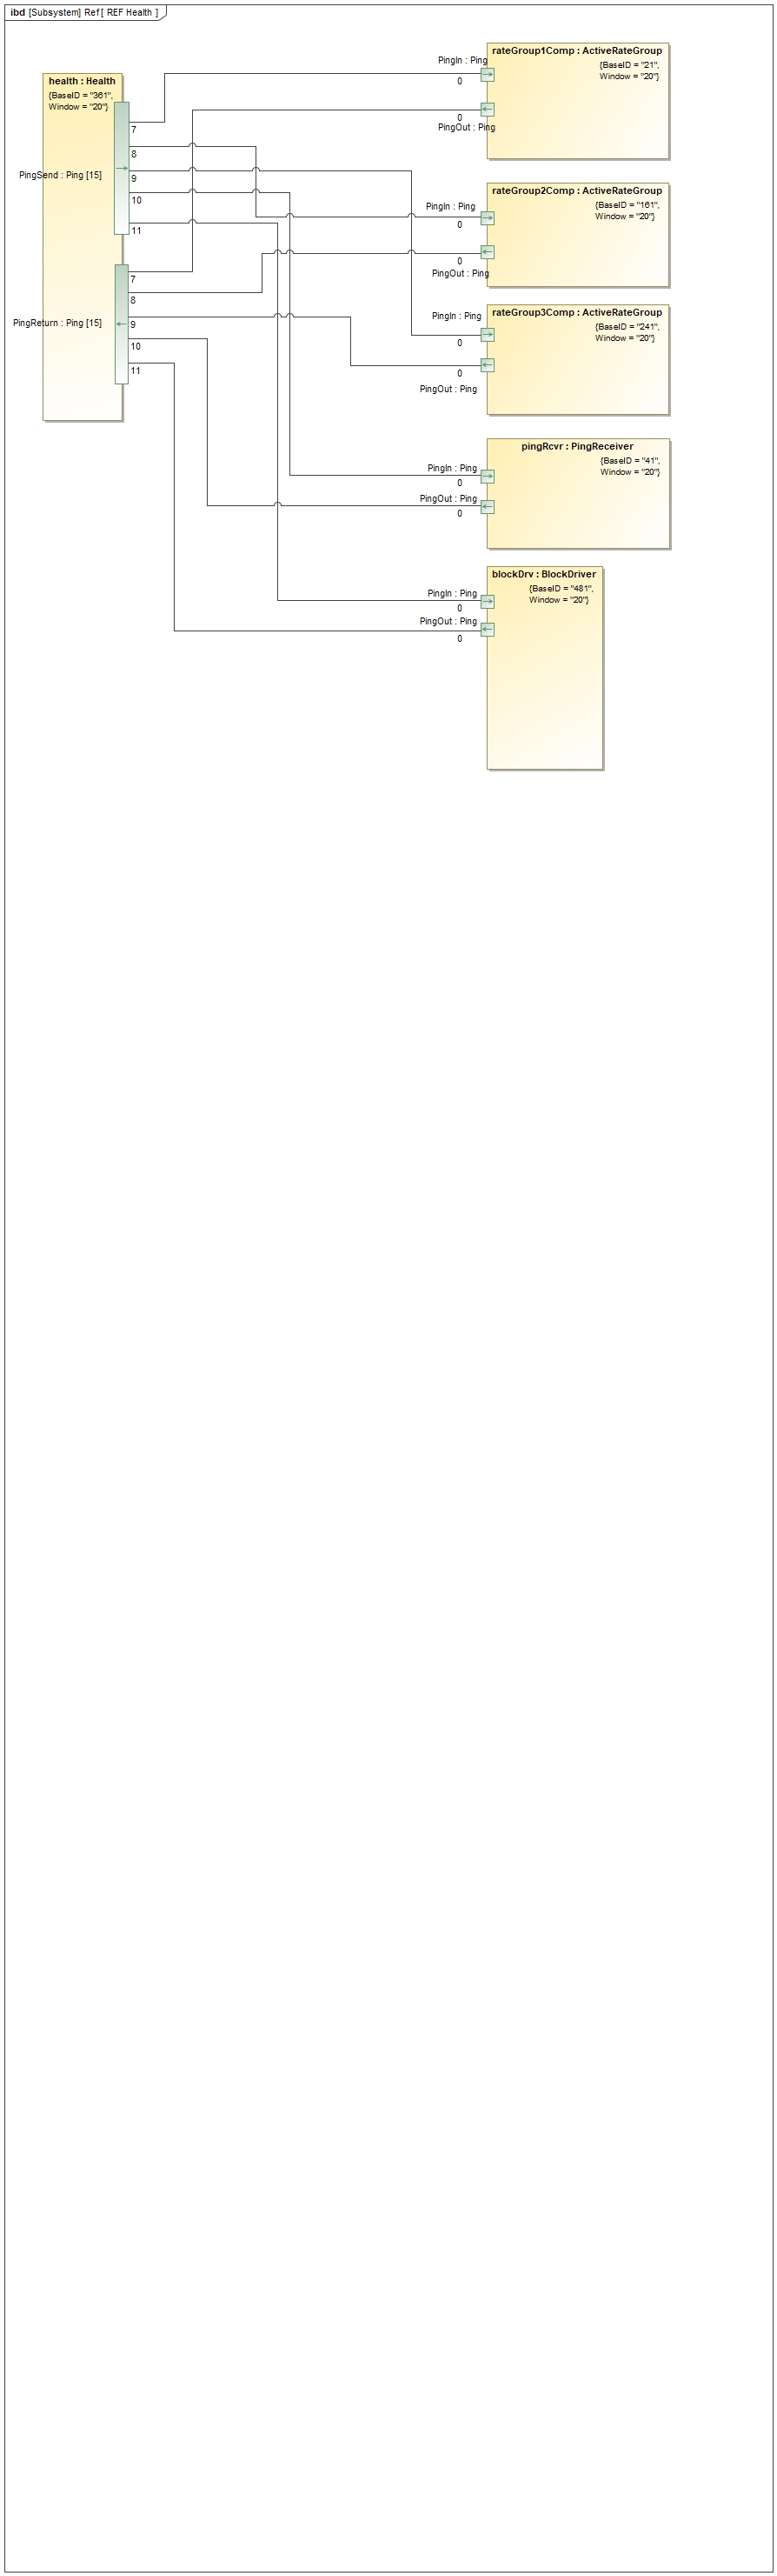 ibd [Subsystem] Ref [ REF Health ]
health : Health
{BaseID = "361",
Window = "20"}
PingSend : Ping [15]
7
8
9
10
11
PingReturn : Ping [15]
7
8
9
10
11
rateGroup1Comp : ActiveRateGroup
{BaseID = "21",
Window = "20"}
PingIn : Ping
0
0
PingOut : Ping
rateGroup2Comp : ActiveRateGroup
{BaseID = "161",
Window = "20"}
PingIn : Ping
0
0
PingOut : Ping
rateGroup3Comp : ActiveRateGroup
{BaseID = "241",
Window = "20"}
PingIn : Ping
0
0
PingOut : Ping
pingRcvr : PingReceiver
{BaseID = "41",
Window = "20"}
PingIn : Ping
0
PingOut : Ping
0
blockDrv : BlockDriver
{BaseID = "481",
Window = "20"}
PingIn : Ping
0
PingOut : Ping
0